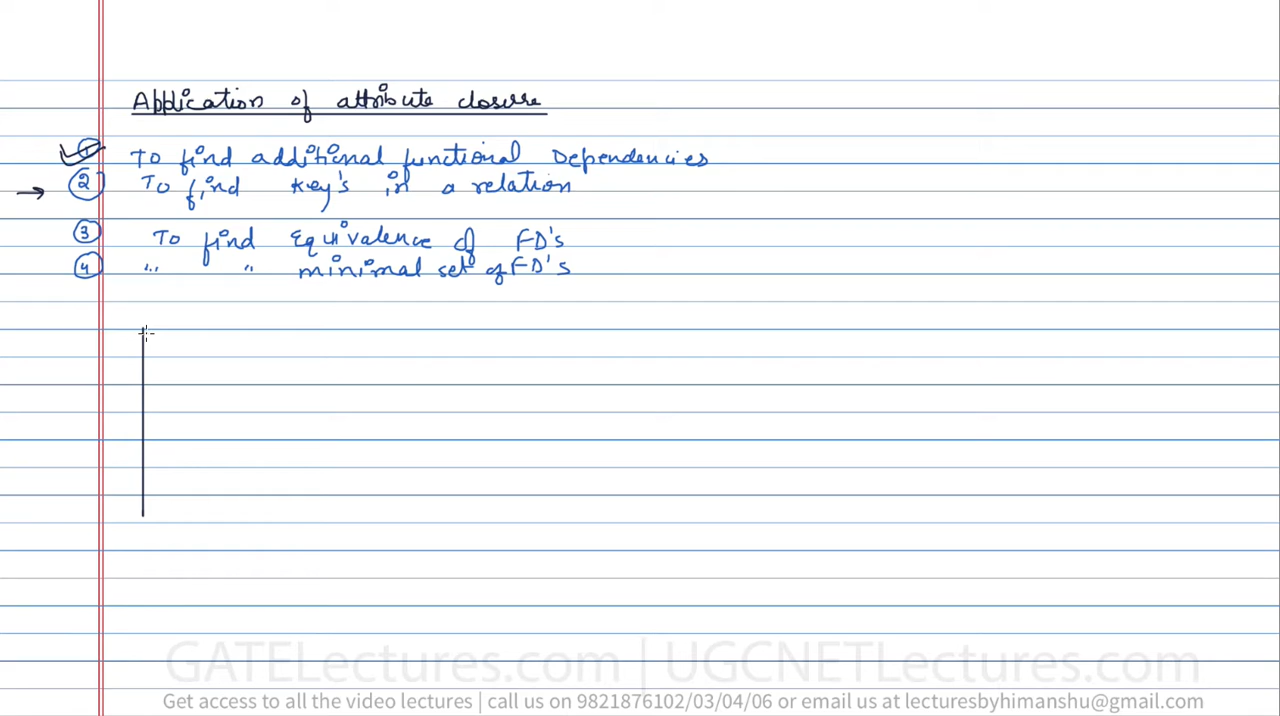 Application of attribute closure
① To find additional functional Dependencies
② To find Key's in a relation
③ To find Equivalence of FD's
④ " " minimal set of FD's
GATELectures.com | UGCNETLectures.com
Get access to all the video lectures | call us on 9821876102/03/04/06 or email us at lecturesbyhimanshu@gmail.com